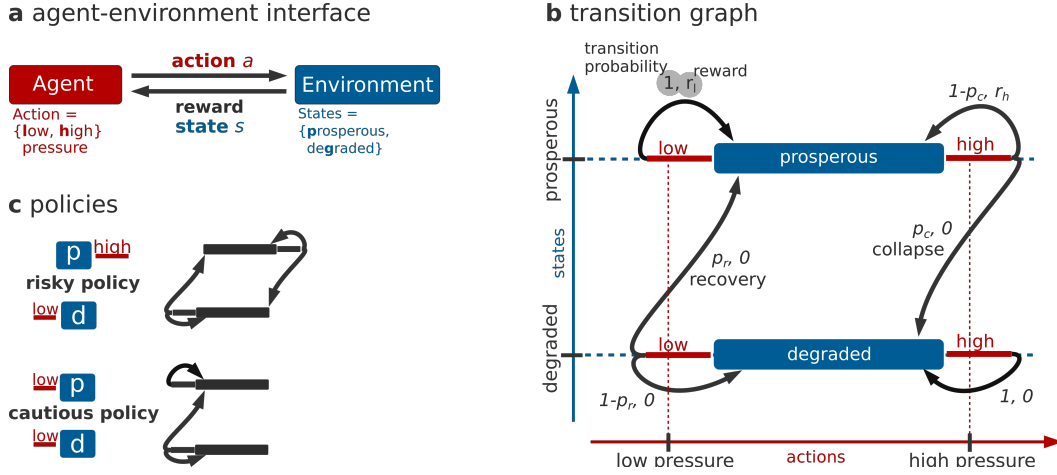 a agent-environment interface
action a
Agent
Environment
reward
state s
Action =
{low, high}
pressure
States =
{prosperous,
degraded}
c policies
p
high
risky policy
low
d
low
p
cautious policy
low
d
b transition graph
transition
probability
reward
1, rl
1-pc, rh
low
prosperous
high
prosperous
pc, 0
collapse
pr, 0
recovery
states
low
degraded
high
degraded
1-pr, 0
1, 0
low pressure
actions
high pressure